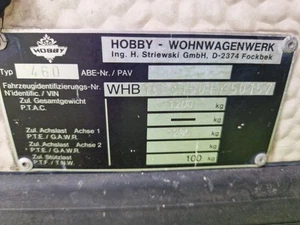 HOBBY
HOBBY - WOHNWAGENWERK
Ing. H. Striewski GmbH, D-2374 Fockbek
Typ 460 ABE-Nr. / PAV
Fahrzeugidentifizierungs-Nr.
N'identific. / VIN
WHB
Zul. Gesamtgewicht
P.T.A.C.
kg
kg
Zul. Achslast Achse 1
P.T.E. / G.A.W.R.
kg
Zul. Achslast Achse 2
P.T.E. / G.A.W.R.
kg
Zul. Stützlast
P.T.F. / T.N.W.
100 kg